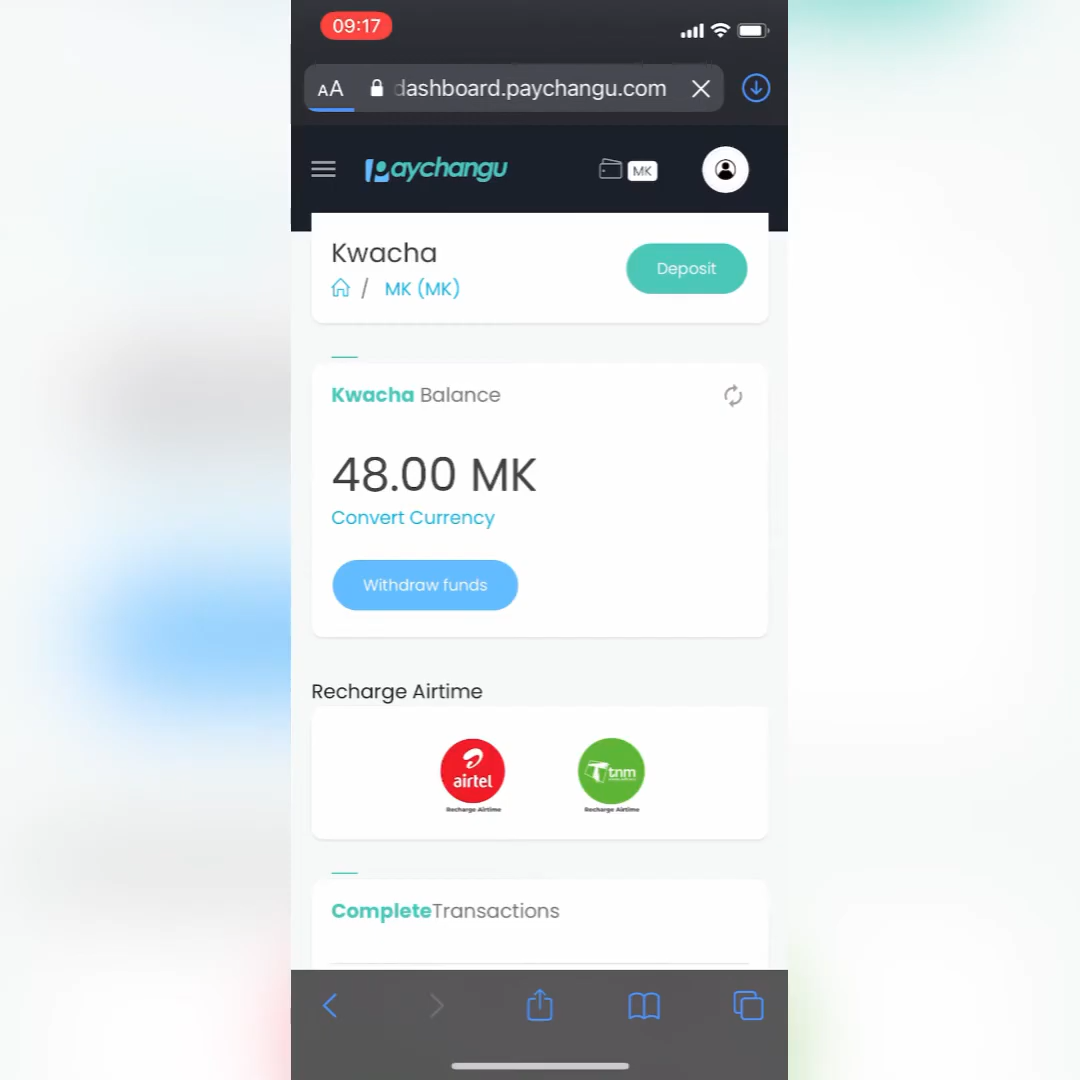 09:17
AA dashboard.paychangu.com
Paychangu MK
Kwacha
Deposit
/ MK (MK)
Kwacha Balance
48.00 MK
Convert Currency
Withdraw funds
Recharge Airtime
airtel
tnm
Recharge Airtime
Recharge Airtime
CompleteTransactions